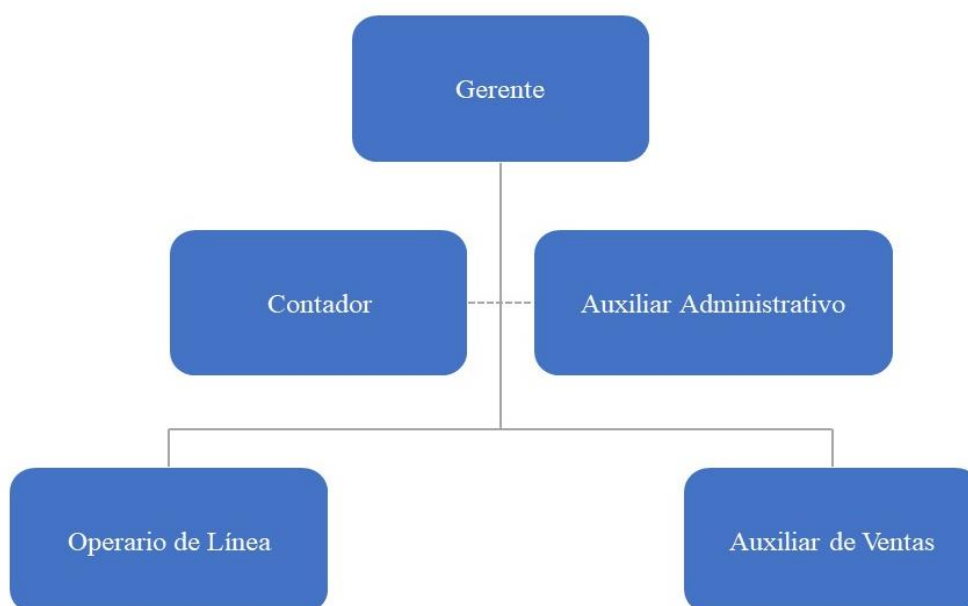 Gerente
Contador
Auxiliar Administrativo
Operario de Línea
Auxiliar de Ventas